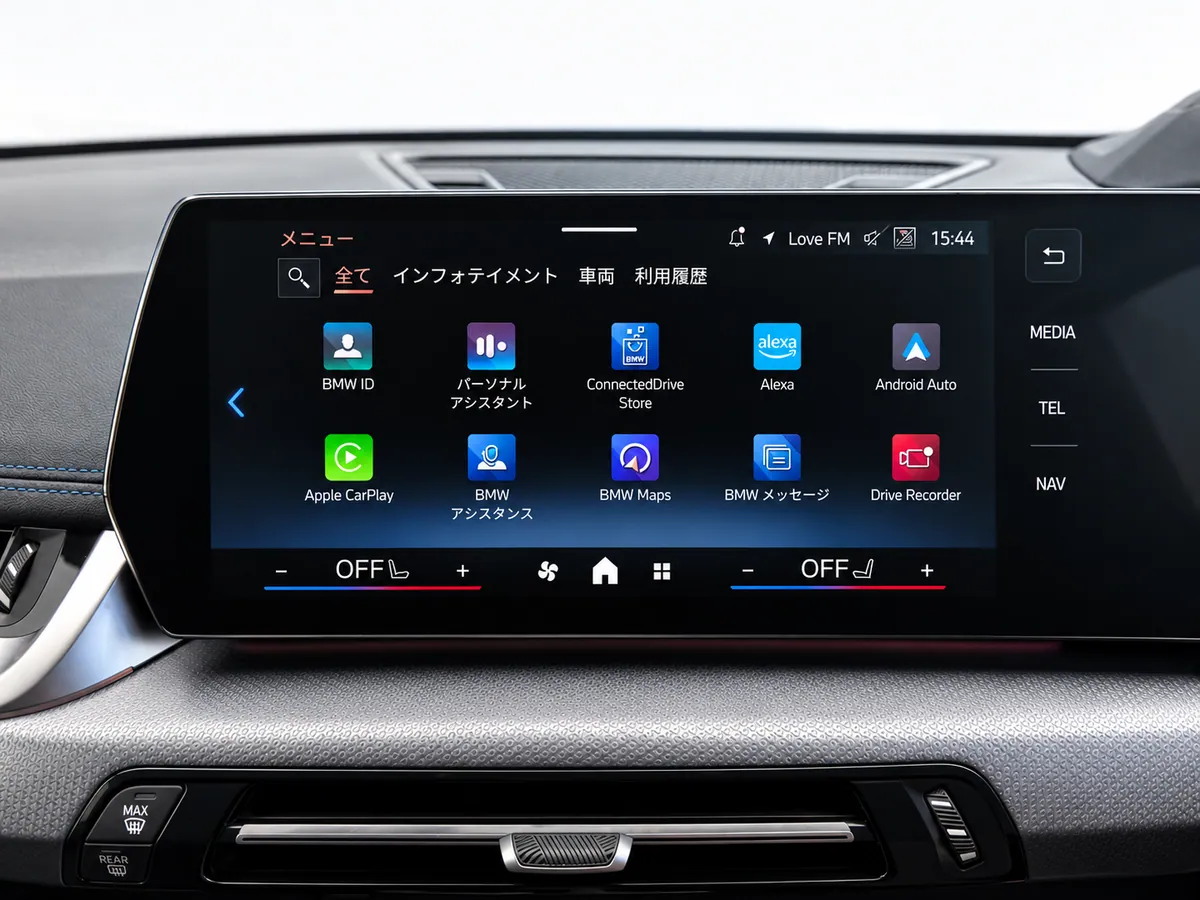 メニュー
Love FM
15:44
全て インフォテイメント 車両 利用履歴
BMW ID
パーソナル
アシスタント
BMW
ConnectedDrive
Store
alexa
Alexa
Android Auto
Apple CarPlay
BMW
アシスタンス
BMW Maps
BMW メッセージ
Drive Recorder
− OFF +
− OFF +
MEDIA
TEL
NAV
MAX
REAR